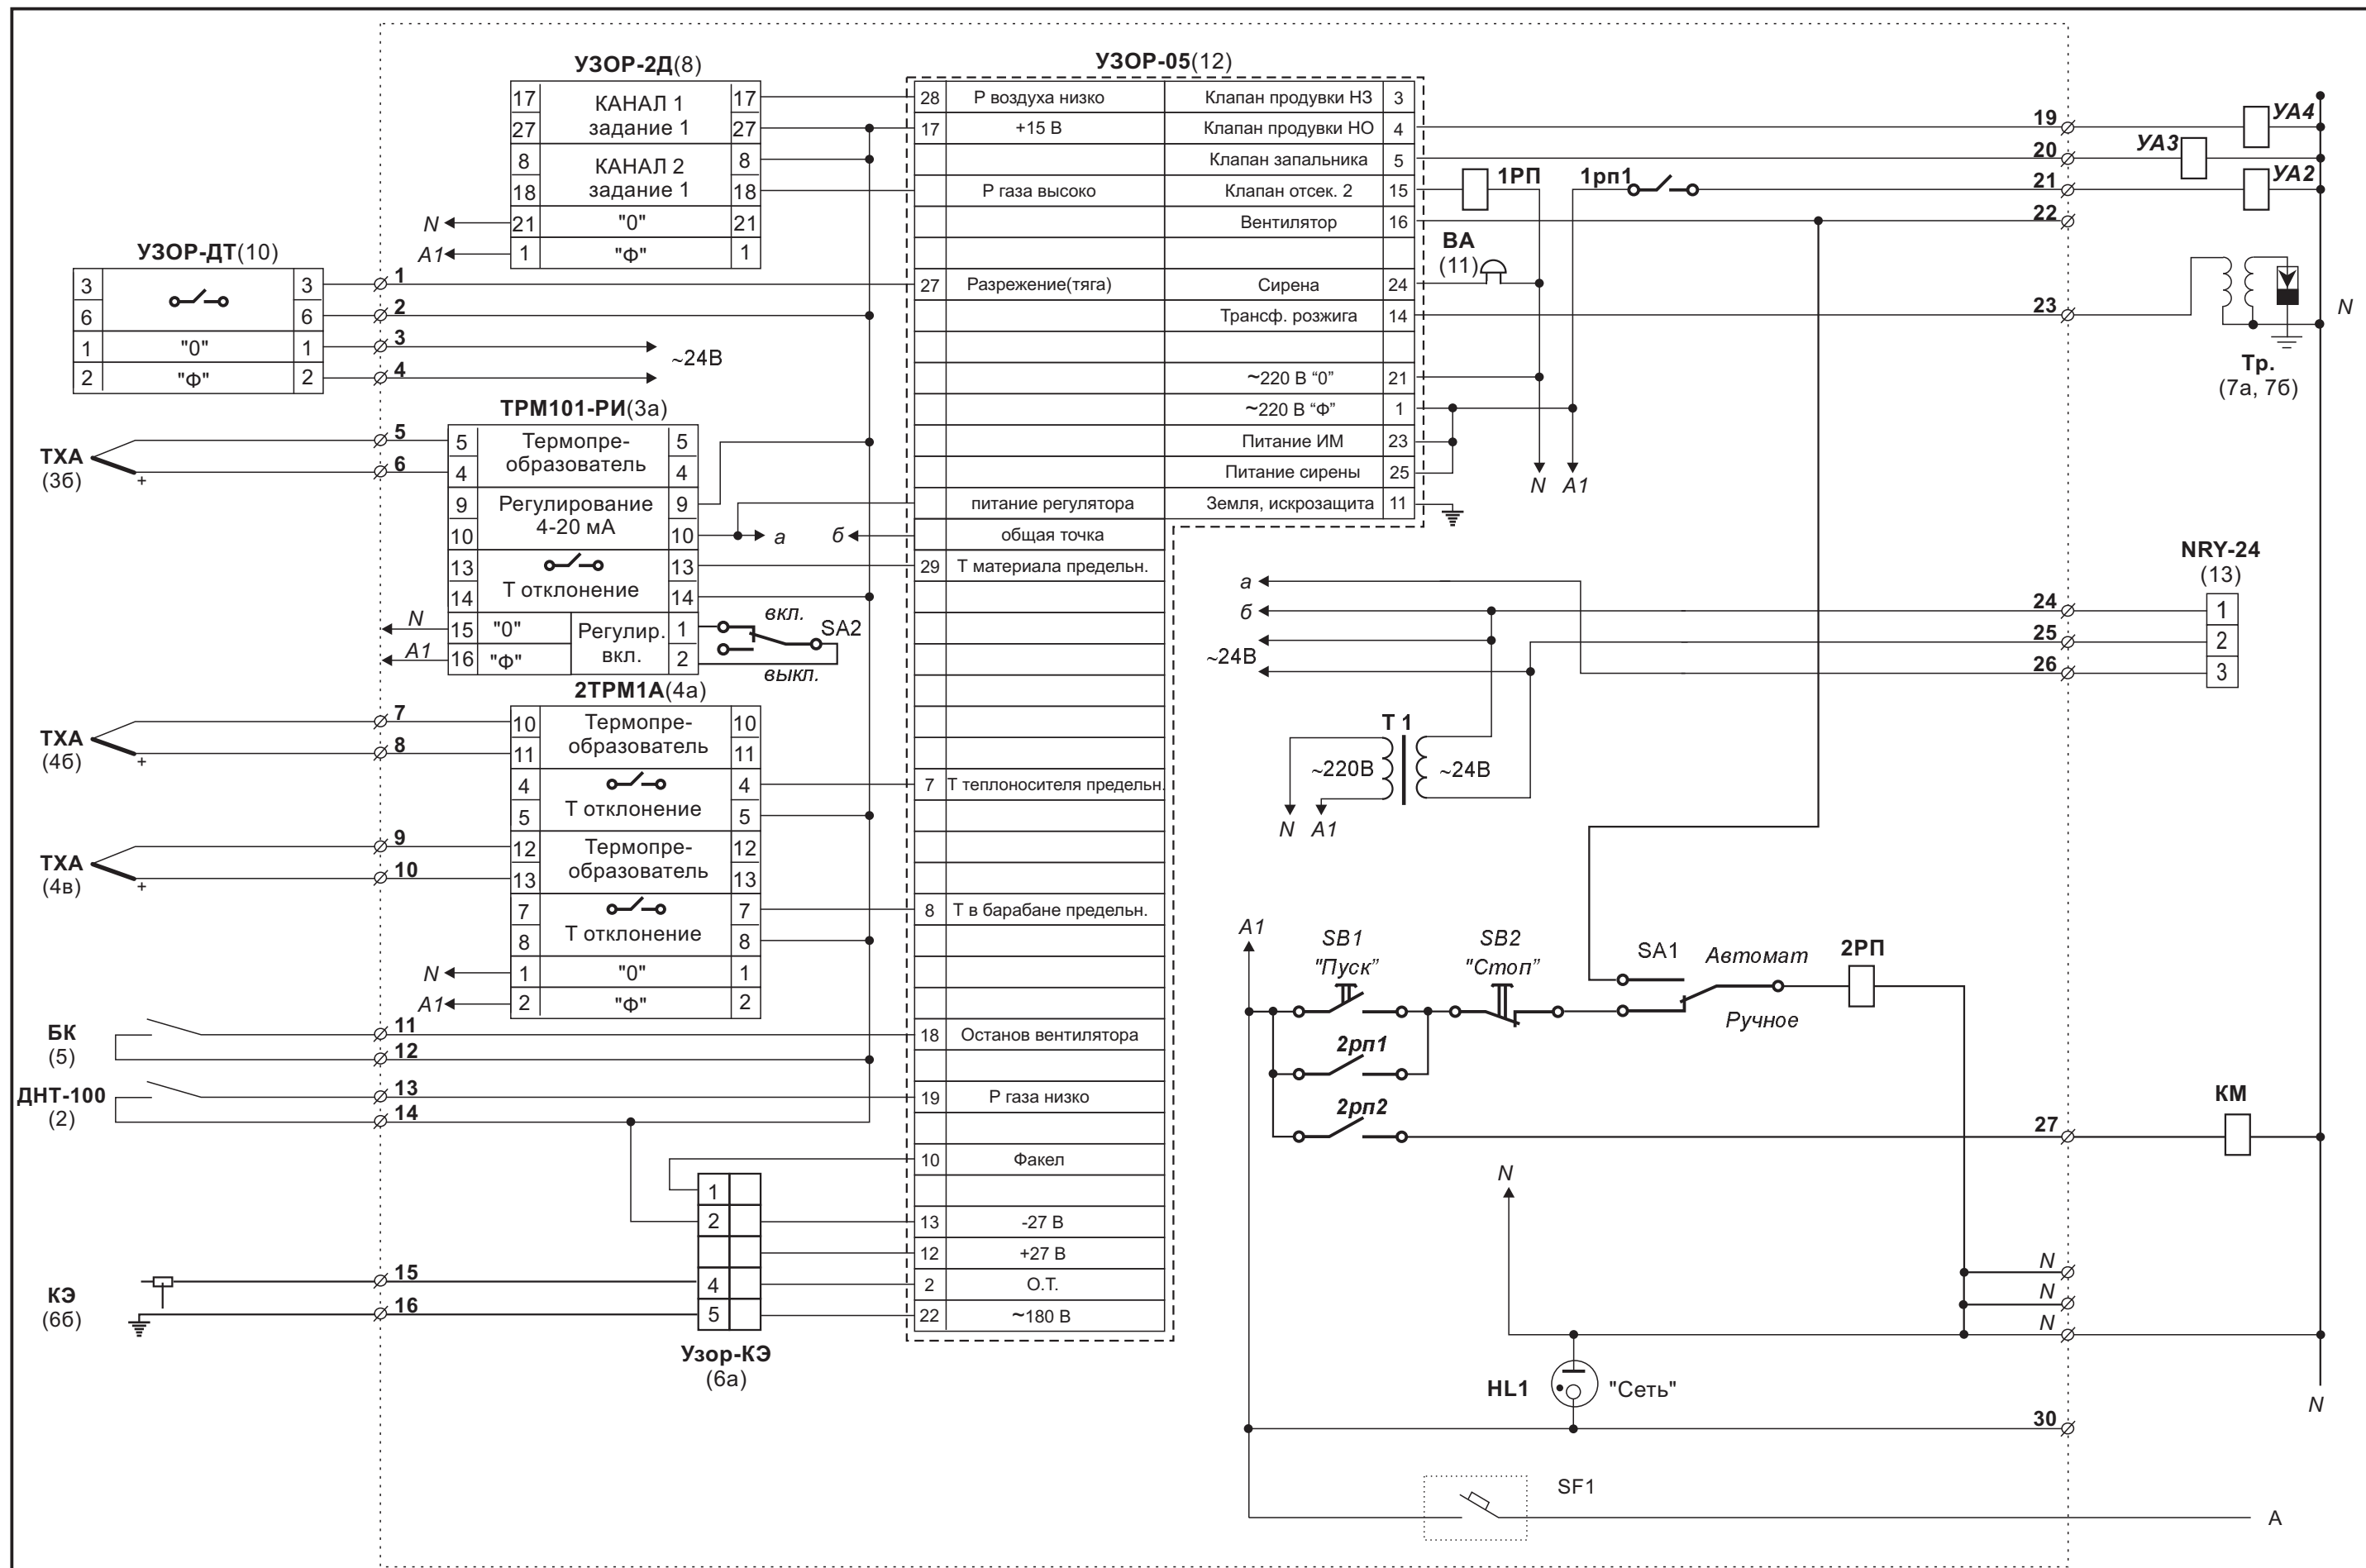 УЗОР-2Д(8)
17 КАНАЛ 1 17
27 задание 1 27
8 КАНАЛ 2 8
18 задание 1 18
N 21 "0" 21
A1 1 "Ф" 1
УЗОР-ДТ(10)
3 3 1
6 6 2
1 "0" 1 3
2 "Ф" 2 4
~24В
ТРМ101-РИ(3а)
ТХА
(3б)
+
5
6
5 Термопре- 5
4 образователь 4
9 Регулирование 9
10 4-20 мА 10
а
б
13 13
14 Т отклонение 14
N 15 "0" Регулир. 1
A1 16 "Ф" вкл. 2
вкл.
SA2
выкл.
2ТРМ1А(4а)
ТХА
(4б)
+
7
8
10 Термопре- 10
11 образователь 11
4 4
5 Т отклонение 5
ТХА
(4в)
+
9
10
12 Термопре- 12
13 образователь 13
7 7
8 Т отклонение 8
N 1 "0" 1
A1 2 "Ф" 2
БК
(5)
11
12
ДНТ-100
(2)
13
14
КЭ
(6б)
15
16
1
2
4
5
Узор-КЭ
(6а)
УЗОР-05(12)
28 Р воздуха низко Клапан продувки НЗ 3
17 +15 В Клапан продувки НО 4
Клапан запальника 5
Р газа высоко Клапан отсек. 2 15
Вентилятор 16
27 Разрежение(тяга) Сирена 24
Трансф. розжига 14
~220 В “0” 21
~220 В “Ф” 1
Питание ИМ 23
Питание сирены 25
питание регулятора Земля, искрозащита 11
общая точка
29 Т материала предельн.
7 Т теплоносителя предельн.
8 Т в барабане предельн.
18 Останов вентилятора
19 Р газа низко
10 Факел
13 -27 В
12 +27 В
2 О.Т.
22 ~180 В
1РП
1рп1
ВА
(11)
N A1
19 УА4
20 УА3
21 УА2
22
23
N
Тр.
(7а, 7б)
NRY-24
(13)
а
б
~24В
24 1
25 2
26 3
Т 1
~220В ~24В
N A1
A1
SB1
"Пуск”
SB2
"Стоп”
SA1
Автомат
2РП
Ручное
2рп1
2рп2
27
КМ
N
N
N
N
HL1
"Сеть"
30
N
SF1
А